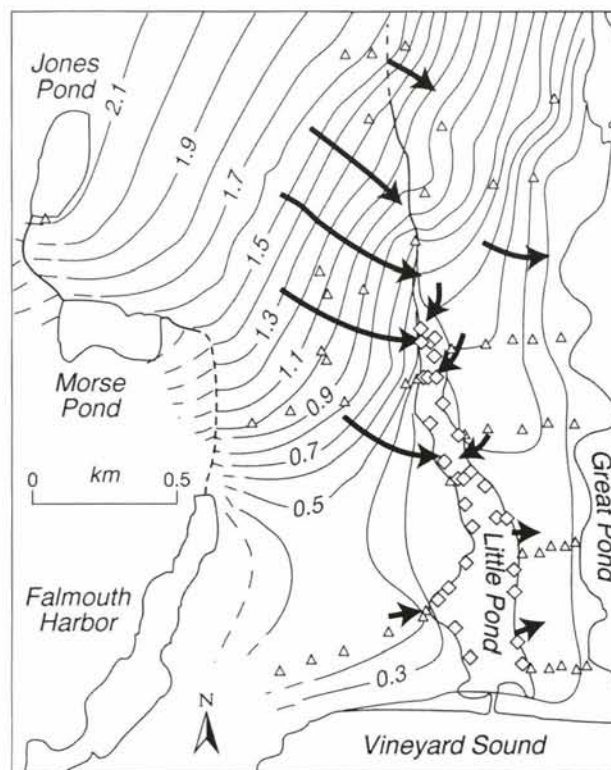 Jones
Pond
2.1
1.9
1.7
1.5
1.3
1.1
0.9
0.7
0.5
0.3
Morse
Pond
0 km 0.5
Falmouth
Harbor
N
Little Pond
Great Pond
Vineyard Sound